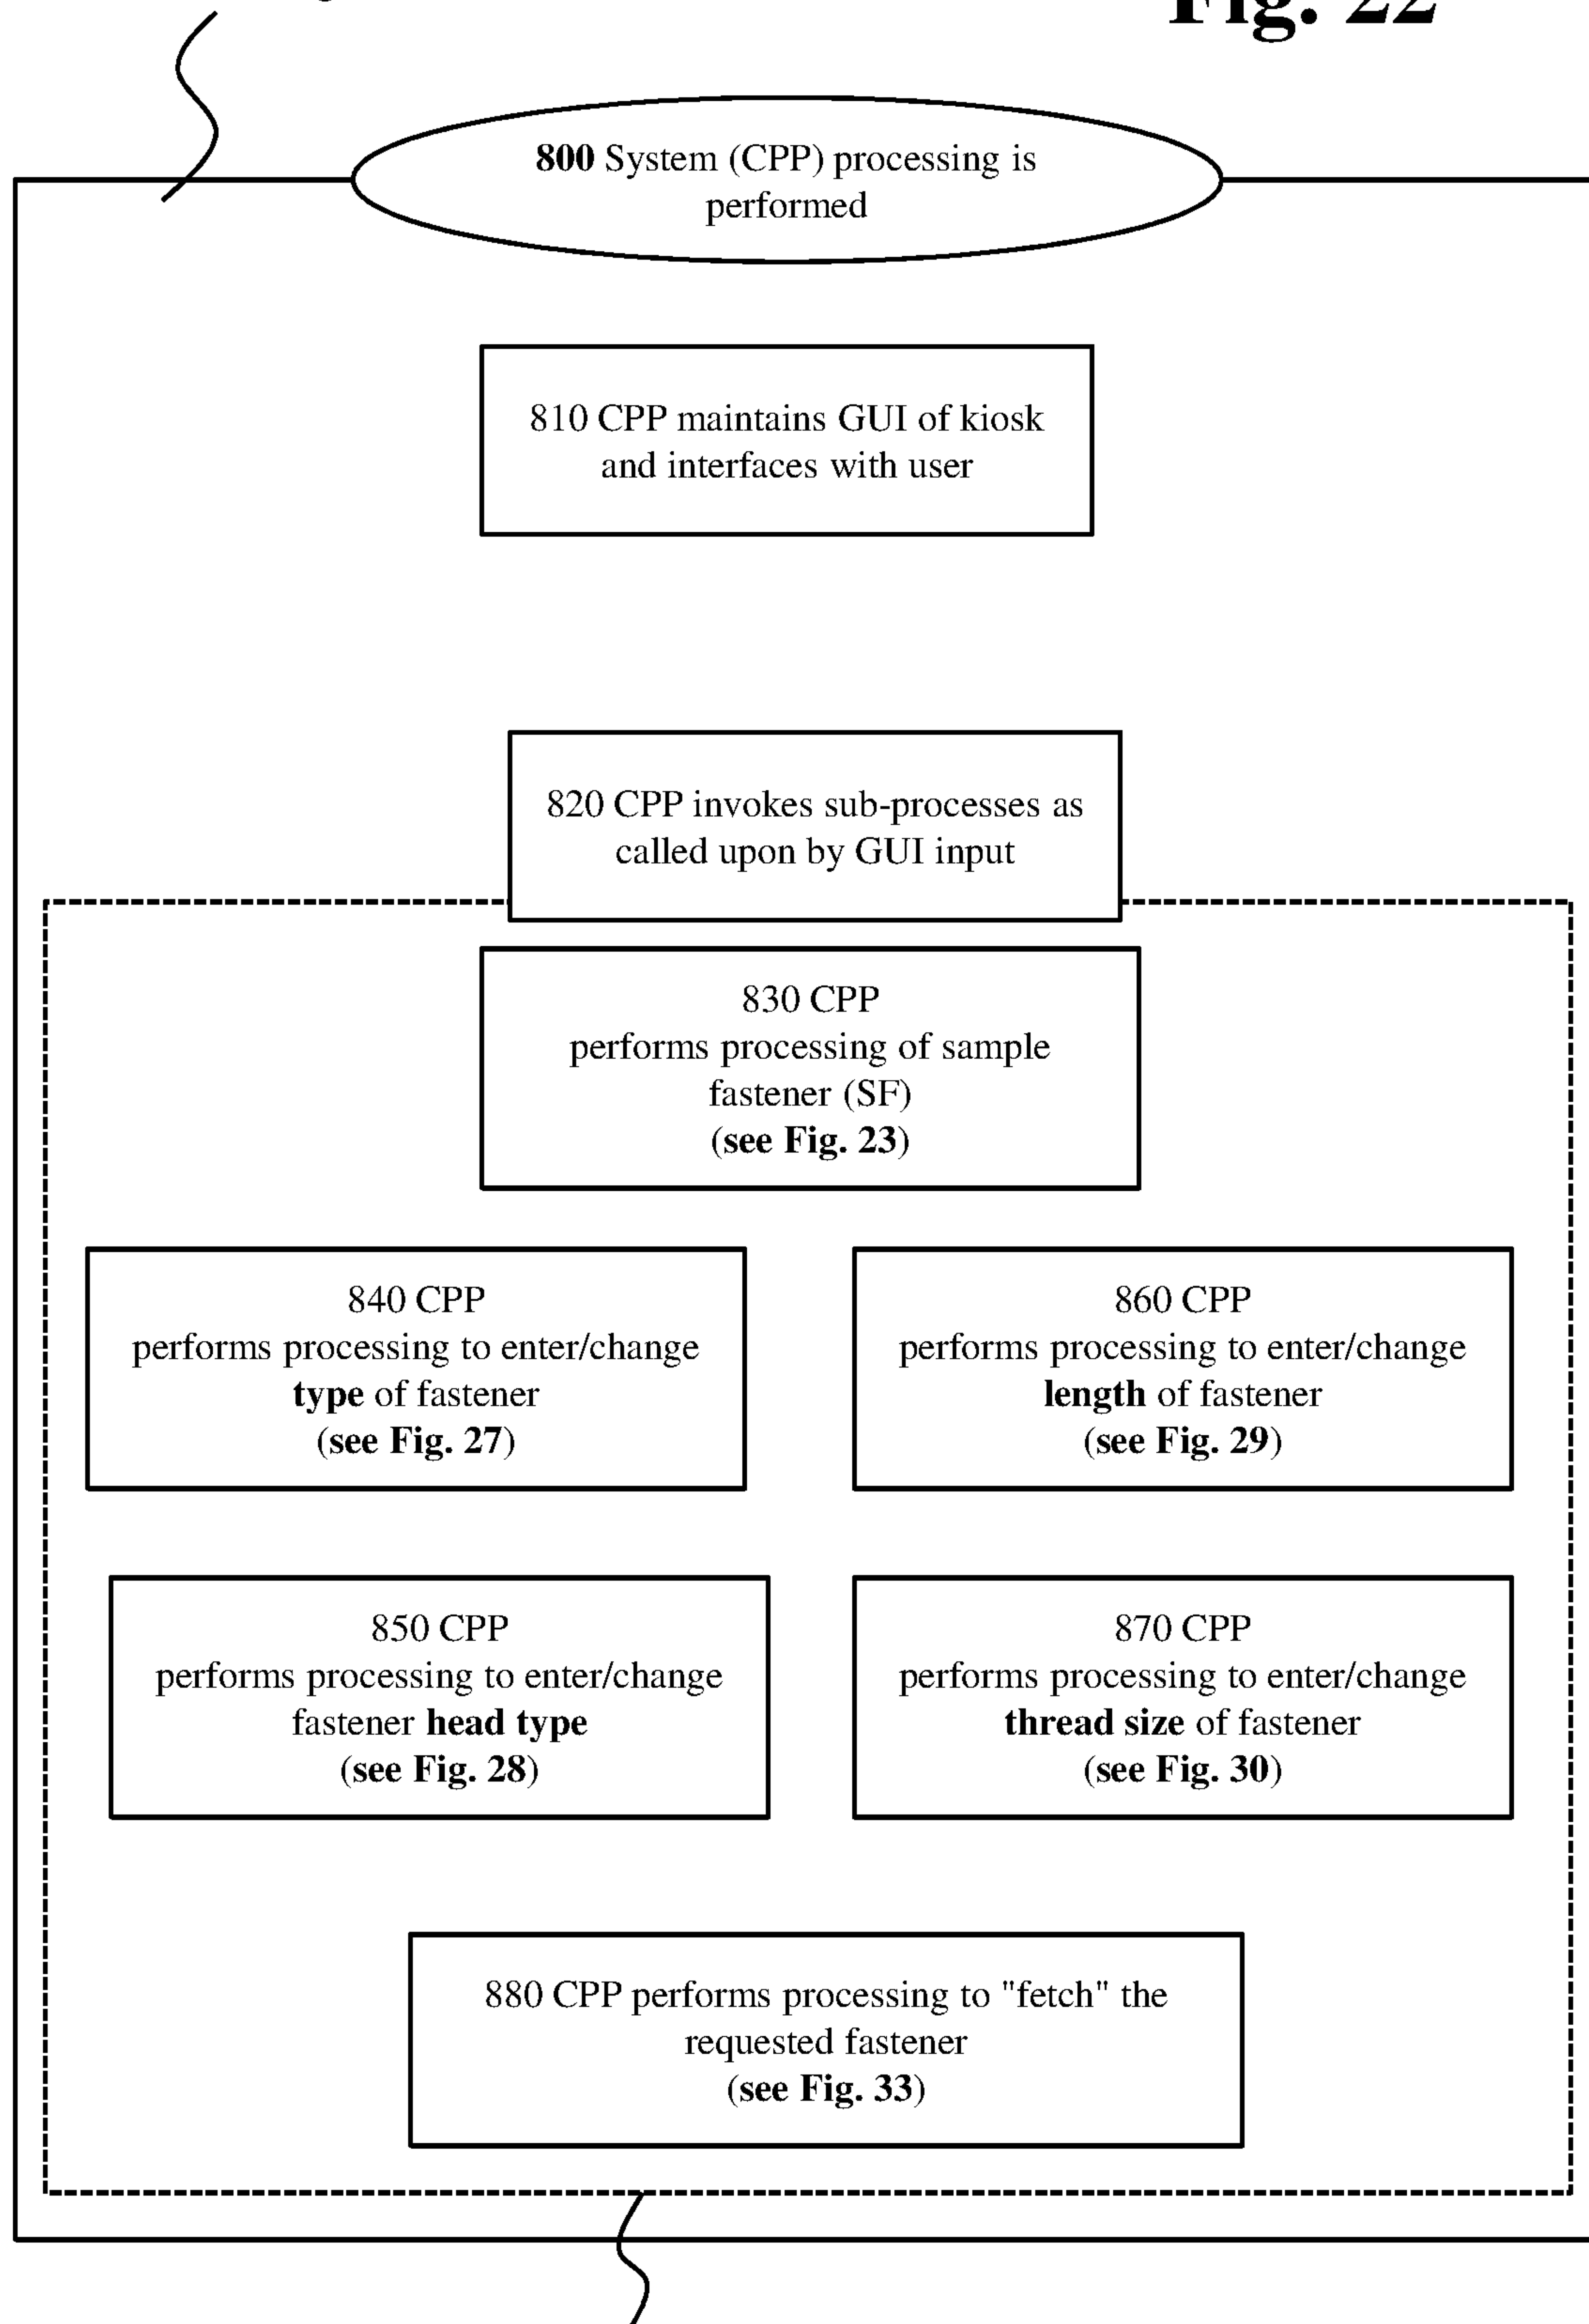 Fig. 22
800 System (CPP) processing is
performed
810 CPP maintains GUI of kiosk
and interfaces with user
820 CPP invokes sub-processes as
called upon by GUI input
830 CPP
performs processing of sample
fastener (SF)
(see Fig. 23)
840 CPP
performs processing to enter/change
type of fastener
(see Fig. 27)
860 CPP
performs processing to enter/change
length of fastener
(see Fig. 29)
850 CPP
performs processing to enter/change
fastener head type
(see Fig. 28)
870 CPP
performs processing to enter/change
thread size of fastener
(see Fig. 30)
880 CPP performs processing to "fetch" the
requested fastener
(see Fig. 33)